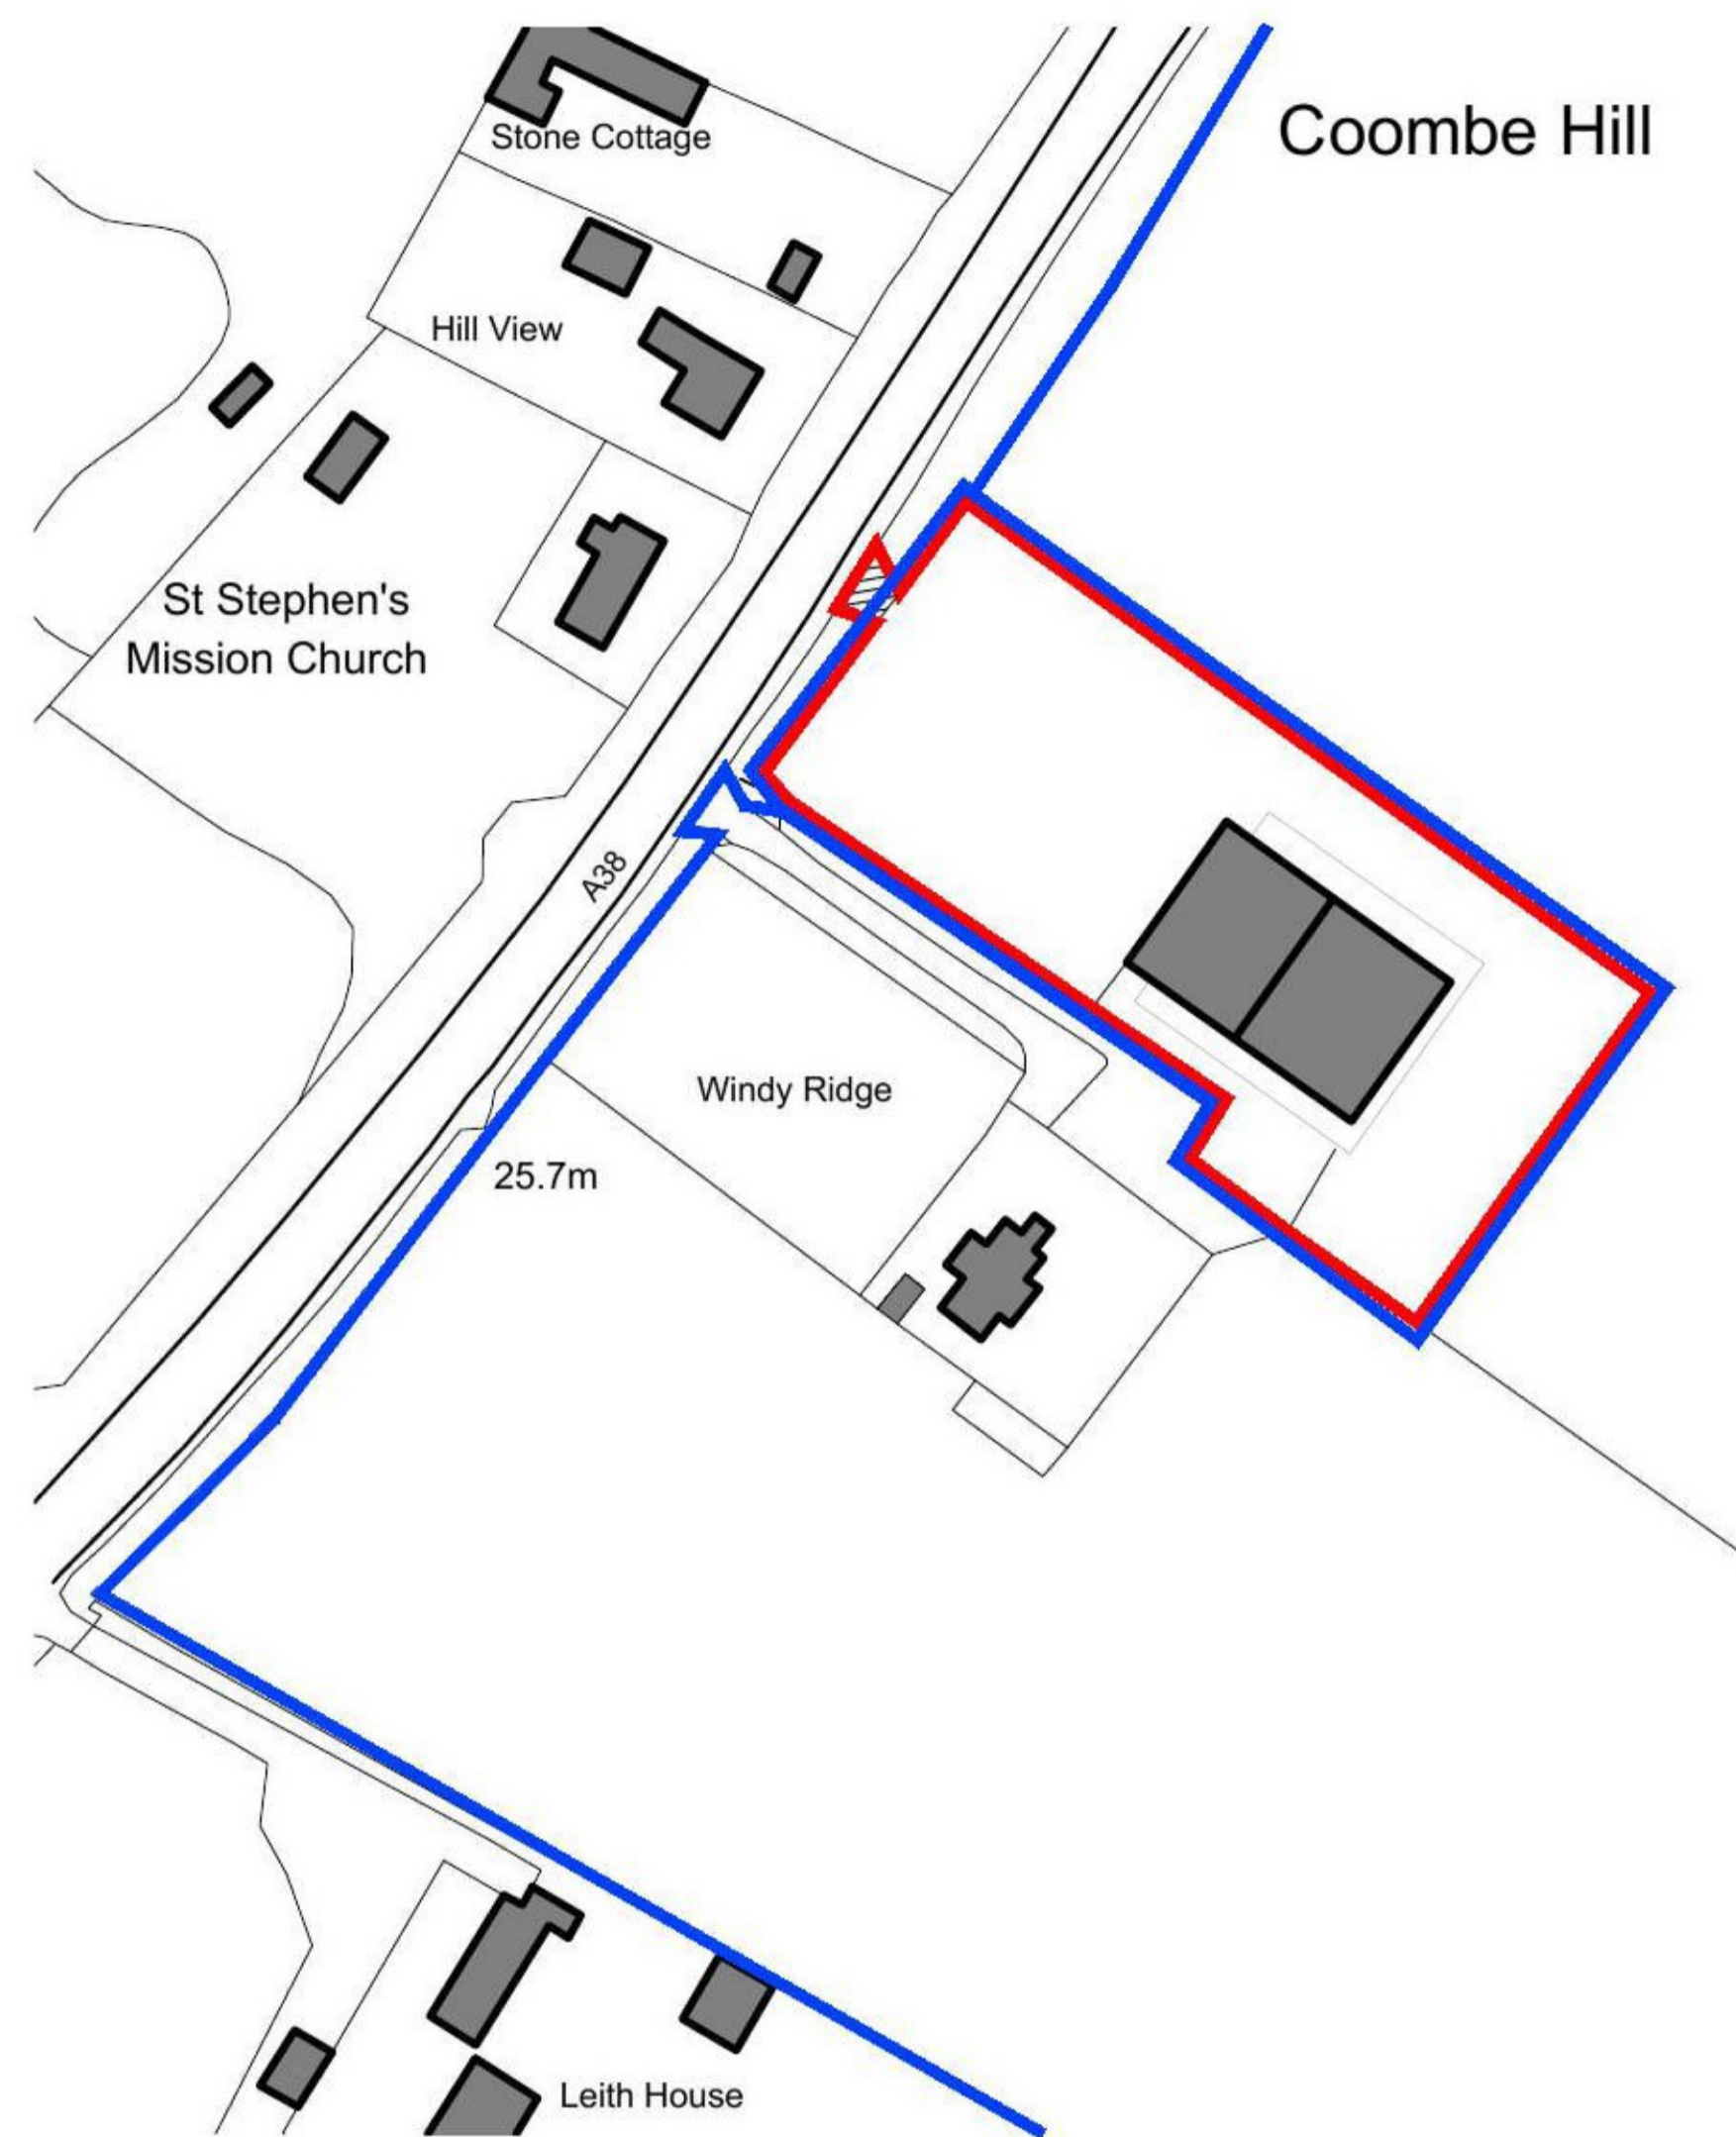 Coombe Hill
Stone Cottage
Hill View
St Stephen's
Mission Church
A38
Windy Ridge
25.7m
Leith House